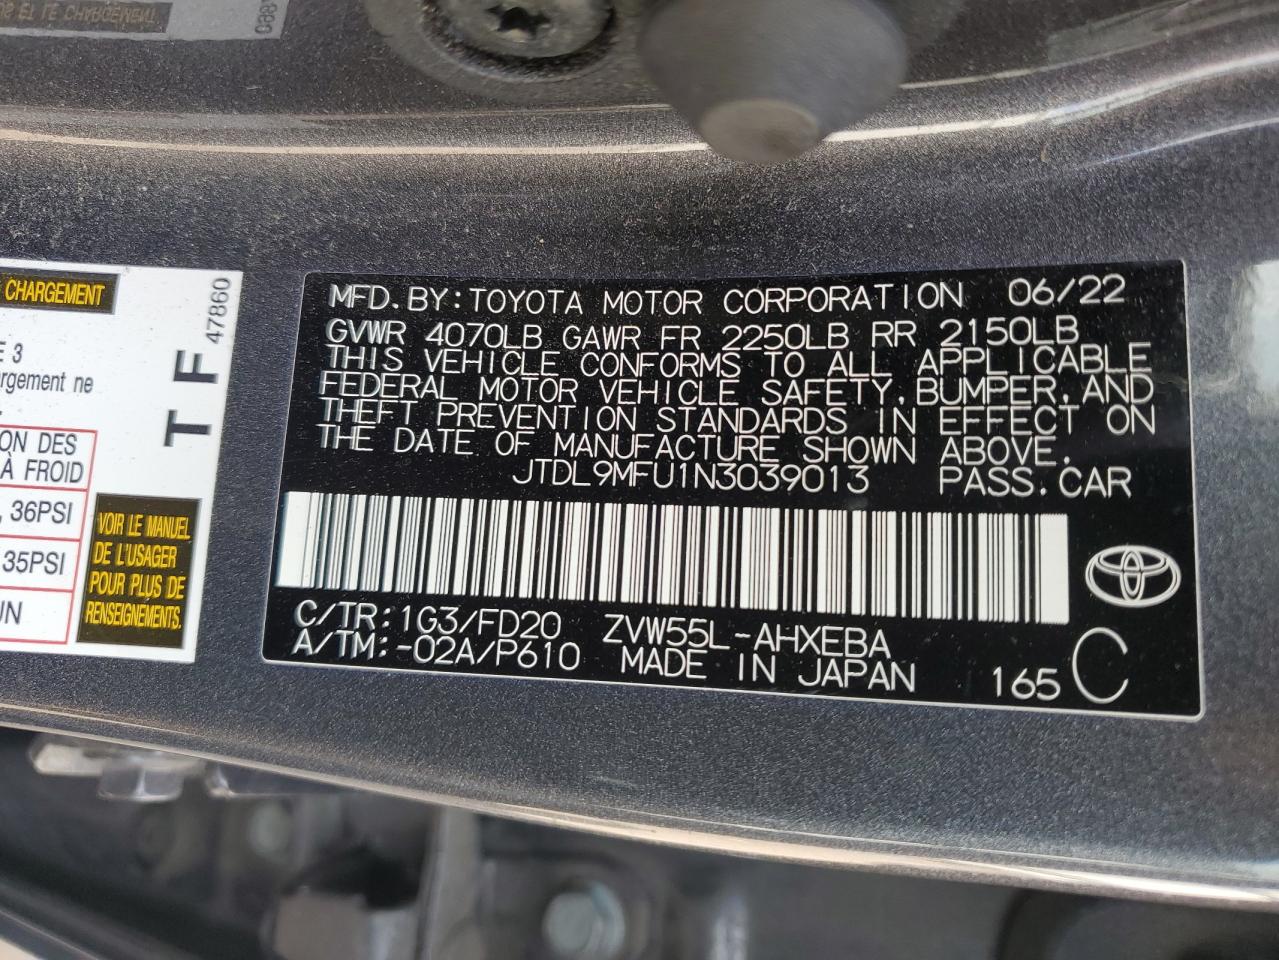 MFD.BY:TOYOTA MOTOR CORPORATION 06/22
GVWR 4070LB GAWR FR 2250LB RR 2150LB
THIS VEHICLE CONFORMS TO ALL APPLICABLE
FEDERAL MOTOR VEHICLE SAFETY,BUMPER,AND
THEFT PREVENTION STANDARDS IN EFFECT ON
THE DATE OF MANUFACTURE SHOWN ABOVE.
JTDL9MFU1N3039013 PASS.CAR
C/TR:1G3/FD20 ZVW55L-AHXEBA
A/TM:-02A/P610 MADE IN JAPAN 165 C
CHARGEMENT
E 3
rgement ne
ON DES
À FROID
, 36PSI
35PSI
UN
VOIR LE MANUEL
DE L'USAGER
POUR PLUS DE
RENSEIGNEMENTS.
T F
47860